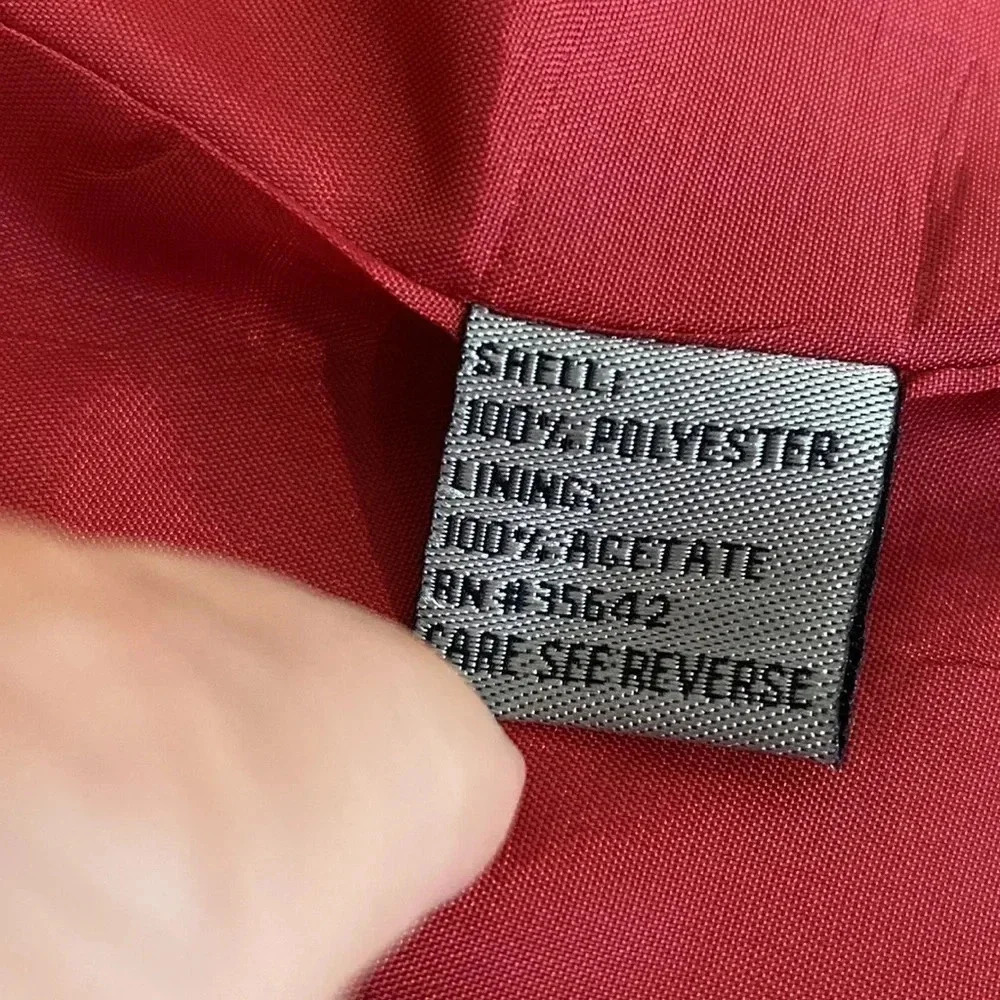 SHELL:
100% POLYESTER
LINING:
100% ACETATE
RN #35642
CARE SEE REVERSE